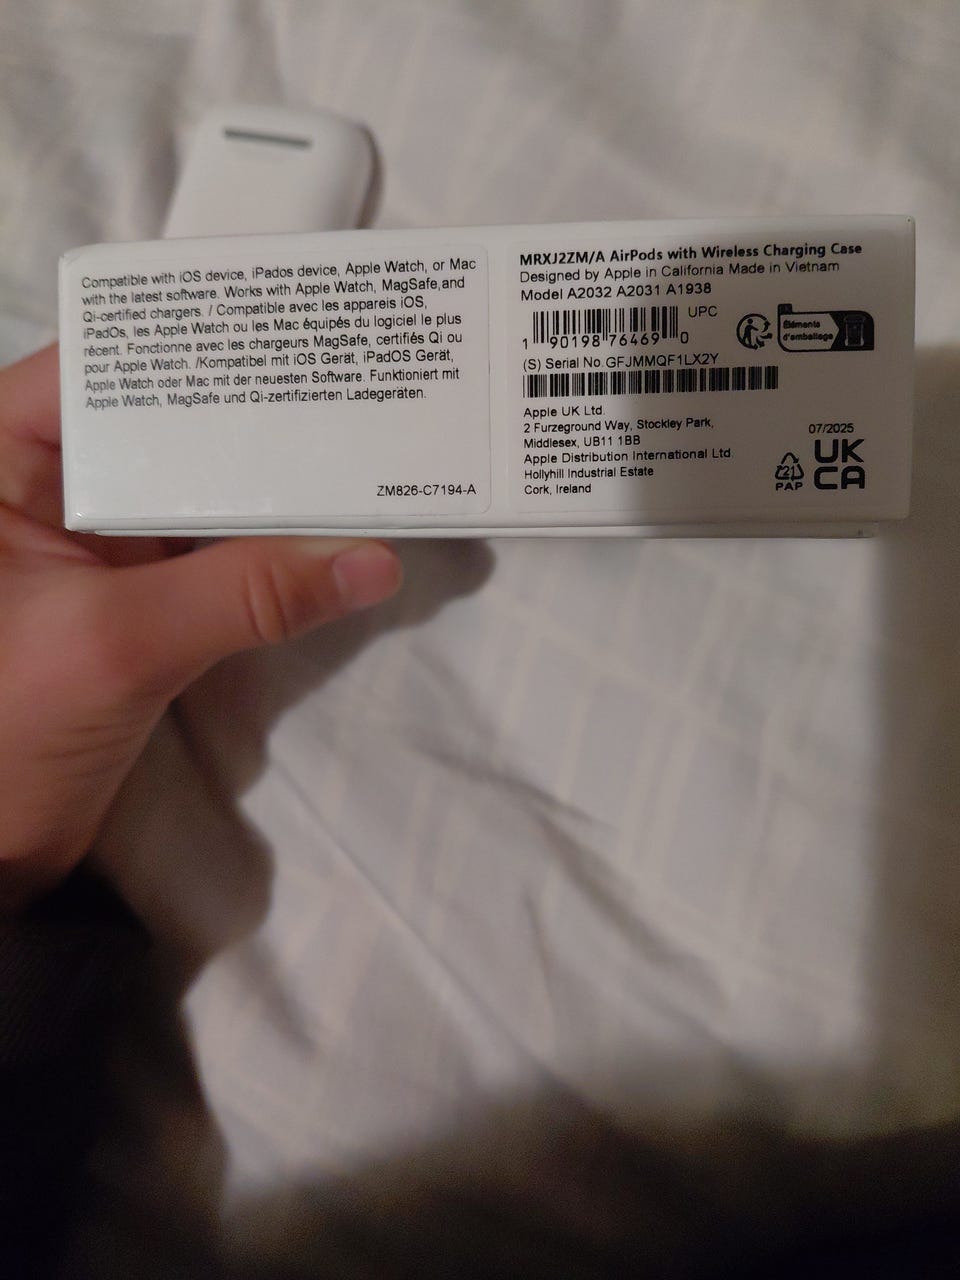 Compatible with iOS device, iPados device, Apple Watch, or Mac
with the latest software. Works with Apple Watch, MagSafe,and
Qi-certified chargers. / Compatible avec les appareis iOS,
iPadOs, les Apple Watch ou les Mac équipés du logiciel le plus
récent. Fonctionne avec les chargeurs MagSafe, certifiés Qi ou
pour Apple Watch. /Kompatibel mit iOS Gerät, iPadOS Gerät,
Apple Watch oder Mac mit der neuesten Software. Funktioniert mit
Apple Watch, MagSafe und Qi-zertifizierten Ladegeräten.
ZM826-C7194-A
MRXJ2ZM/A AirPods with Wireless Charging Case
Designed by Apple in California Made in Vietnam
Model A2032 A2031 A1938
UPC
1 90198 76469 0
Éléments
d'emballage
(S) Serial No.GFJMMQF1LX2Y
Apple UK Ltd.
2 Furzeground Way, Stockley Park,
Middlesex, UB11 1BB
Apple Distribution International Ltd.
Hollyhill Industrial Estate
Cork, Ireland
07/2025
21
PAP
UK
CA